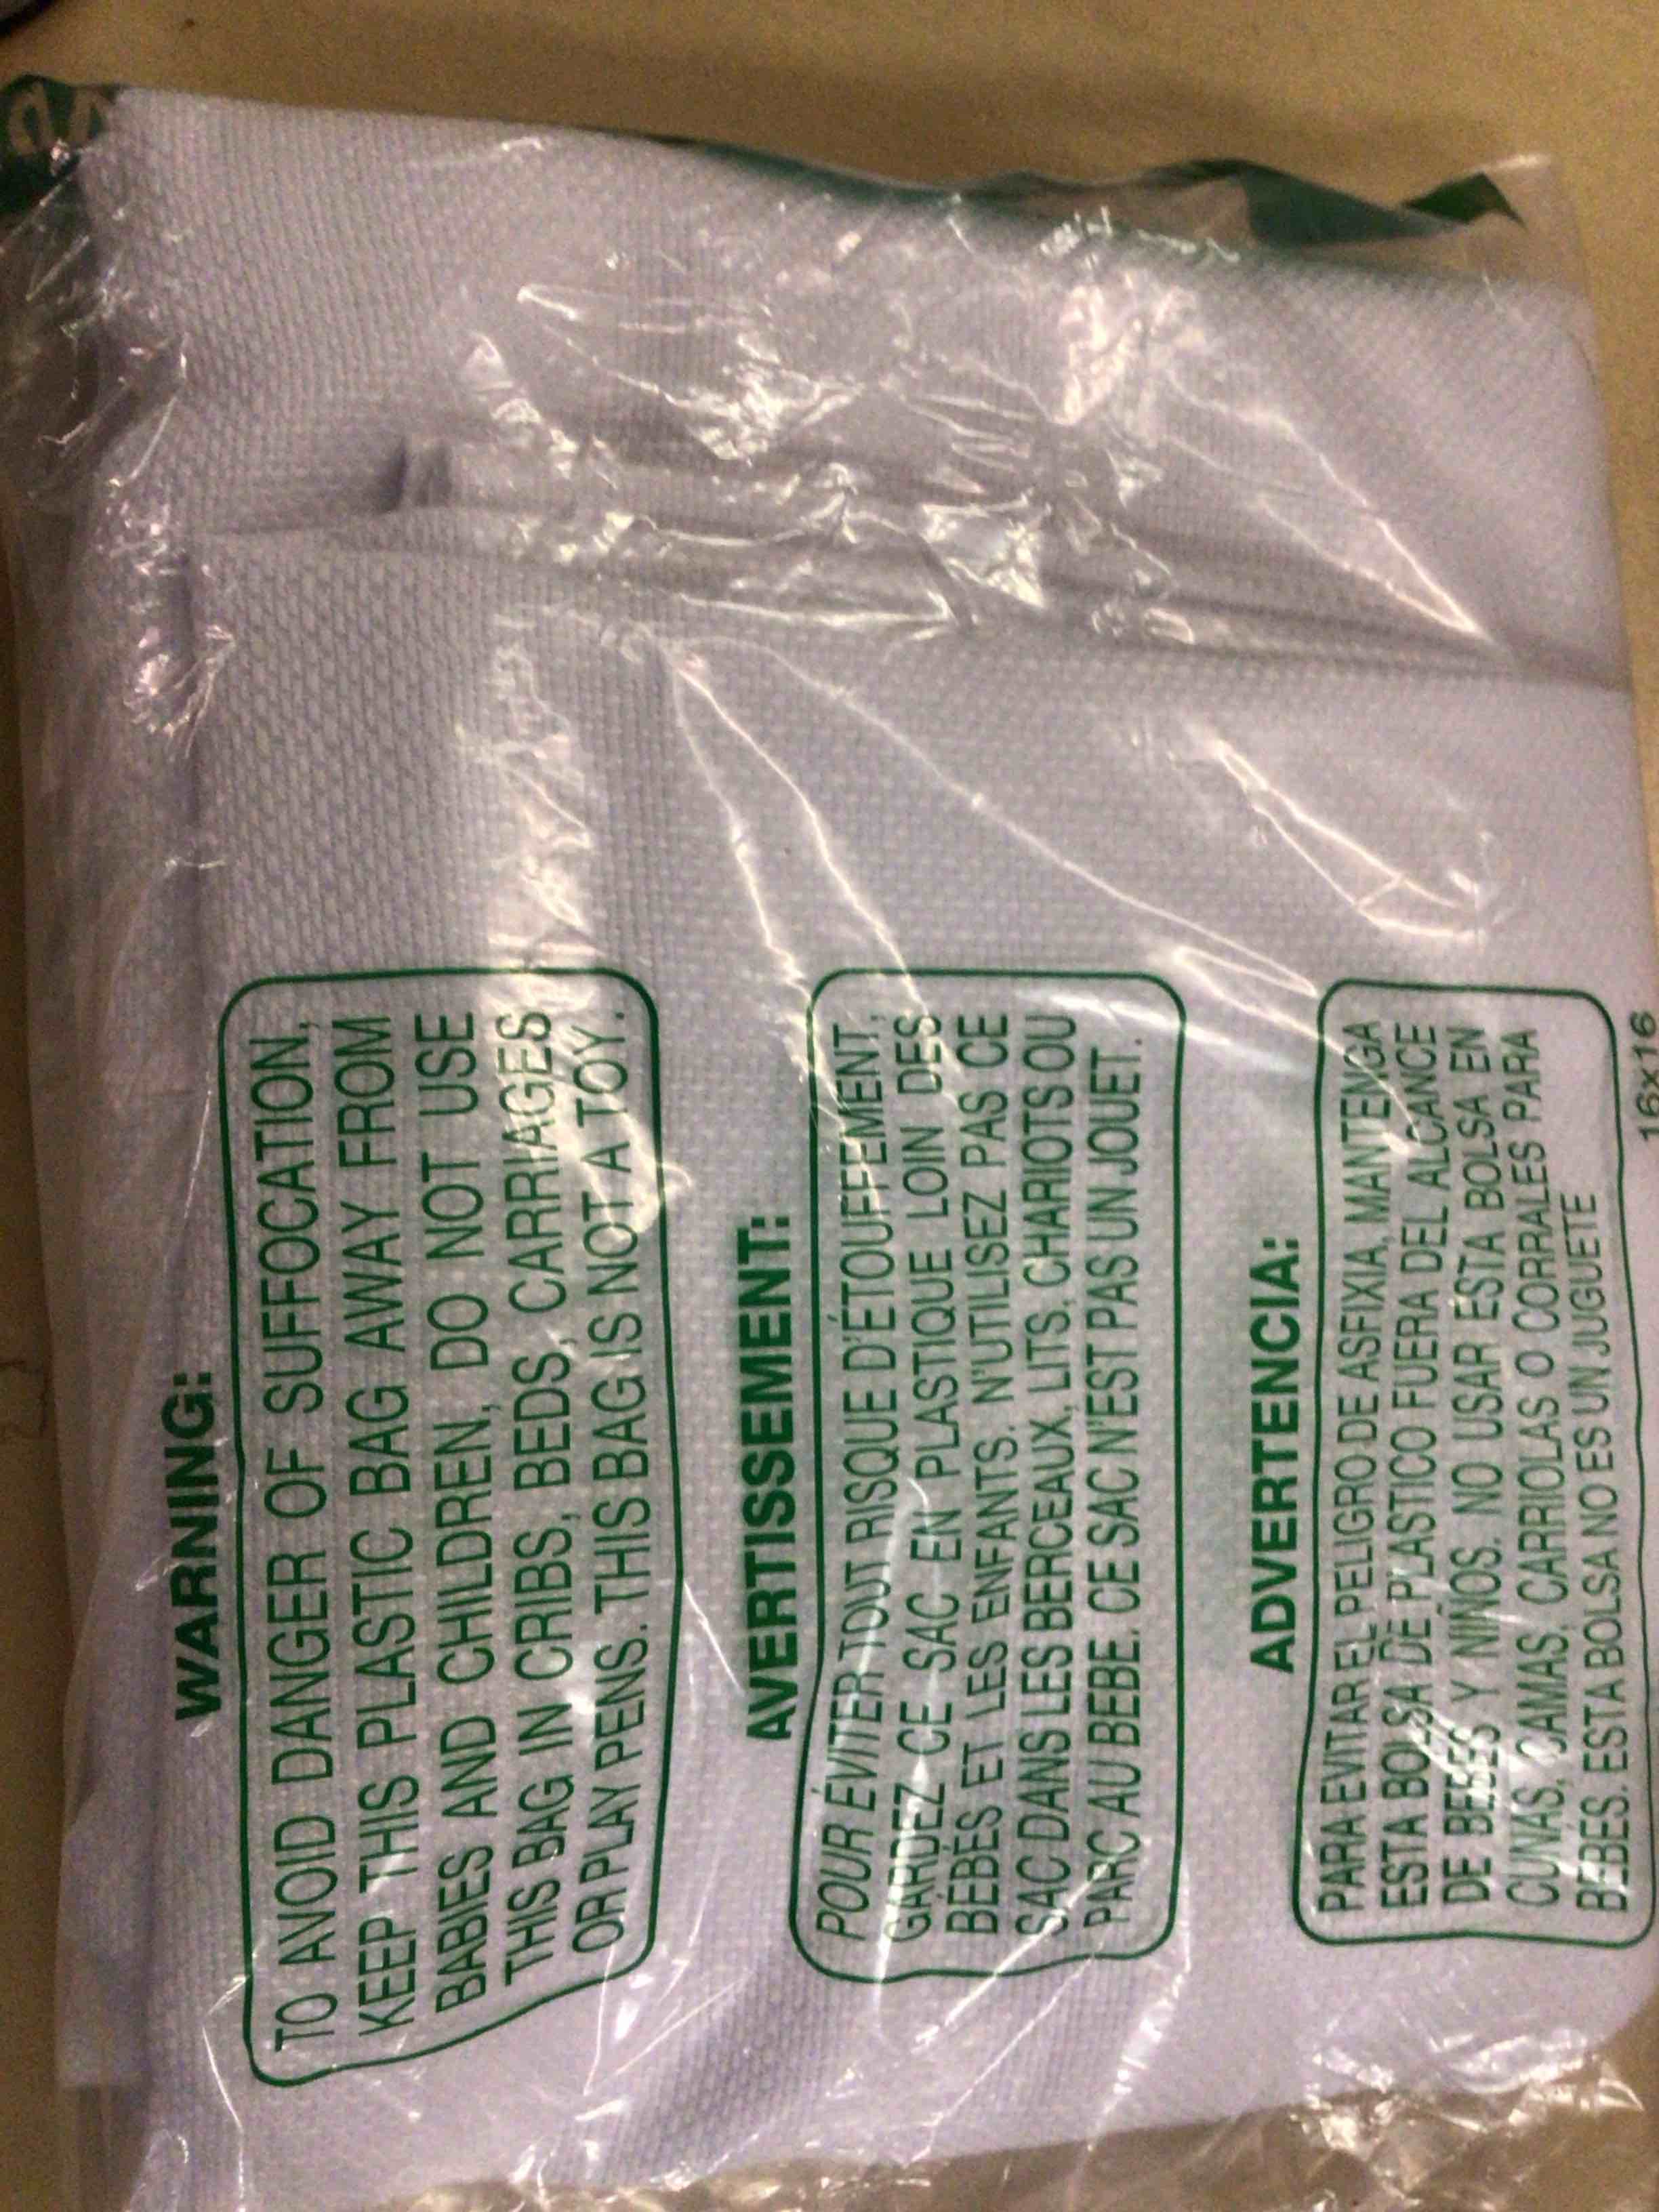 WARNING:
TO AVOID DANGER OF SUFFOCATION,
KEEP THIS PLASTIC BAG AWAY FROM
BABIES AND CHILDREN, DO NOT USE
THIS BAG IN CRIBS, BEDS, CARRIAGES
OR PLAY PENS. THIS BAG IS NOT A TOY.
AVERTISSEMENT:
POUR ÉVITER TOUT RISQUE D'ÉTOUFFEMENT,
GARDEZ CE SAC EN PLASTIQUE LOIN DES
BÉBÉS ET LES ENFANTS. N'UTILISEZ PAS CE
SAC DANS LES BERCEAUX, LITS, CHARIOTS OU
PARC AU BEBE. CE SAC N'EST PAS UN JOUET.
ADVERTENCIA:
PARA EVITAR EL PELIGRO DE ASFIXIA, MANTENGA
ESTA BOLSA DE PLASTICO FUERA DEL ALCANCE
DE BEBES Y NIÑOS. NO USAR ESTA BOLSA EN
CUNAS, CAMAS, CARRIOLAS O CORRALES PARA
BEBES. ESTA BOLSA NO ES UN JUGUETE
16x16